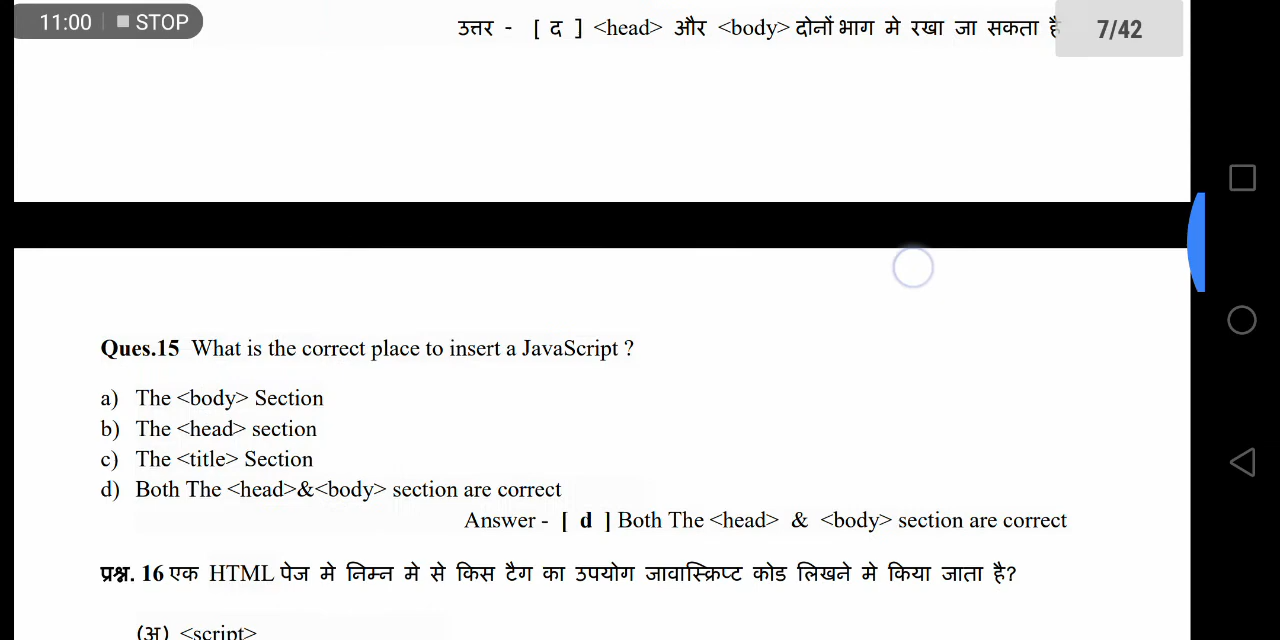 11:00 STOP
उत्तर - [ द ] <head> और <body> दोनों भाग मे रखा जा सकता है
7/42
Ques.15 What is the correct place to insert a JavaScript ?
a) The <body> Section
b) The <head> section
c) The <title> Section
d) Both The <head>&<body> section are correct
Answer - [ d ] Both The <head> & <body> section are correct
प्रश्न. 16 एक HTML पेज मे निम्न मे से किस टैग का उपयोग जावास्क्रिप्ट कोड लिखने मे किया जाता है?
(अ) <script>